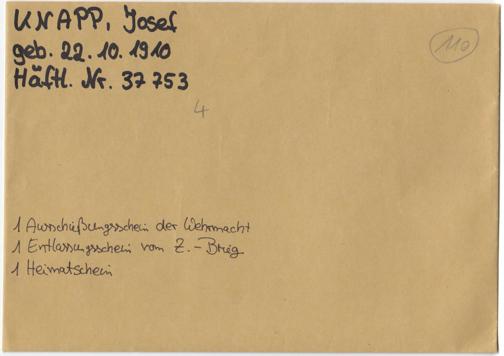 KNAPP, Josef
geb. 22.10.1910
Häftl. Nr. 37 753
110
4
1 Ausschließungsschein der Wehrmacht
1 Entlassungsschein vom Z.-Brieg
1 Heimatschein